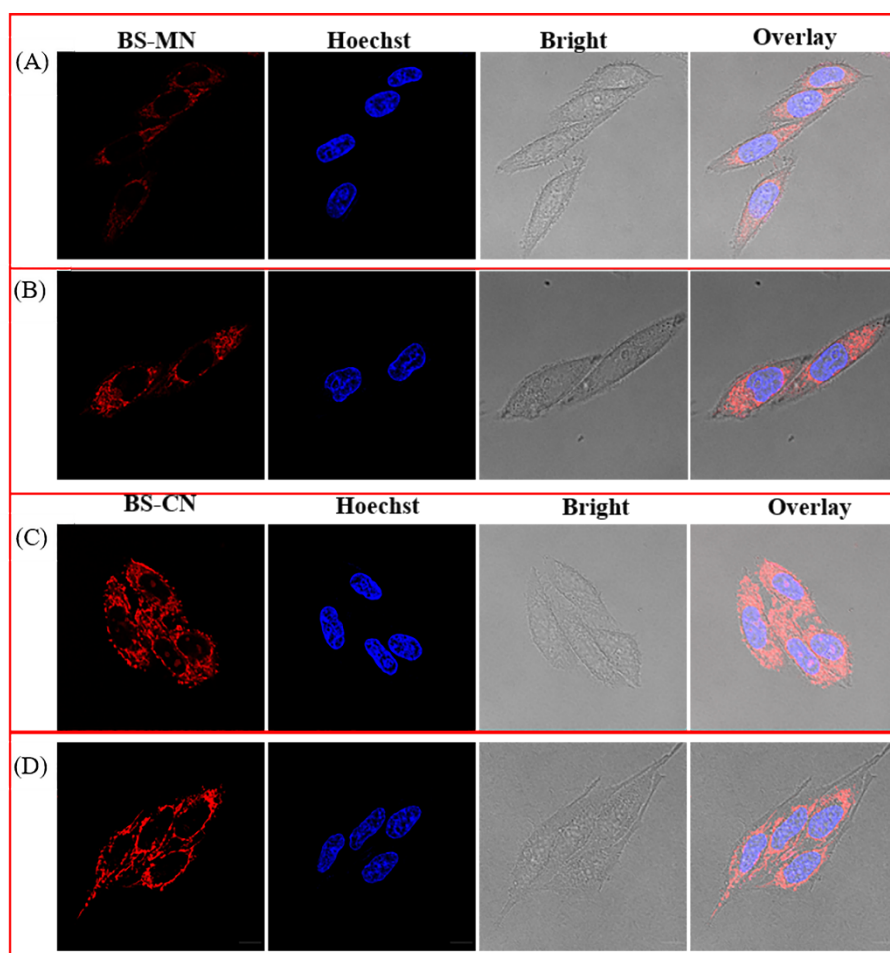 BS-MN Hoechst Bright Overlay
(A)
(B)
BS-CN Hoechst Bright Overlay
(C)
(D)